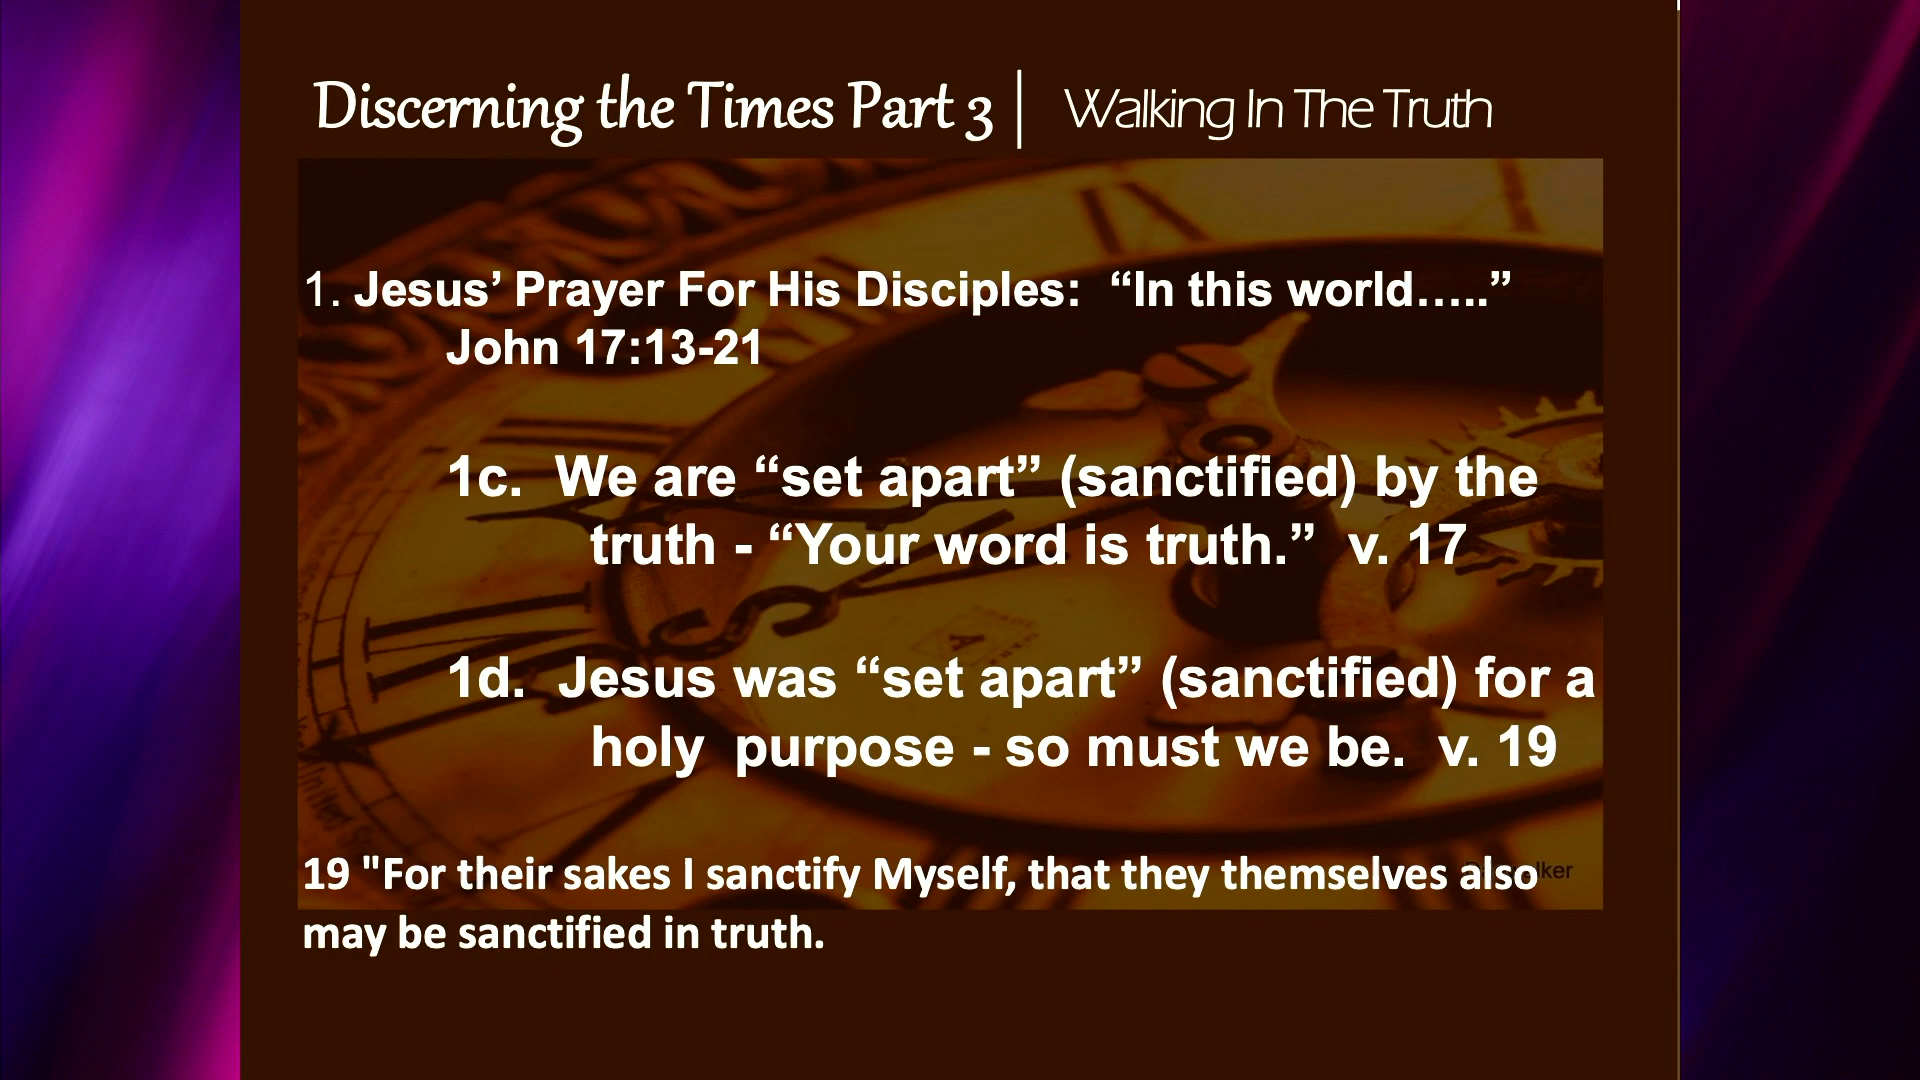 Discerning the Times Part 3 | Walking In The Truth
1. Jesus’ Prayer For His Disciples:  “In this world…..”
John 17:13-21
1c.  We are “set apart” (sanctified) by the
truth - “Your word is truth.”  v. 17
1d.  Jesus was “set apart” (sanctified) for a
holy  purpose - so must we be.  v. 19
19 "For their sakes I sanctify Myself, that they themselves also
may be sanctified in truth.